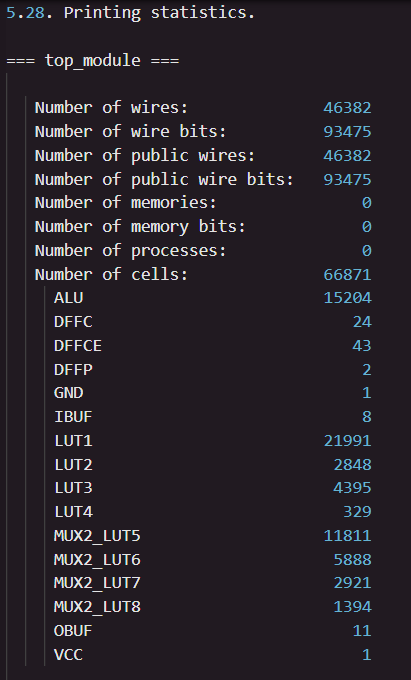 5.28. Printing statistics.
=== top_module ===
Number of wires: 46382
Number of wire bits: 93475
Number of public wires: 46382
Number of public wire bits: 93475
Number of memories: 0
Number of memory bits: 0
Number of processes: 0
Number of cells: 66871
ALU 15204
DFFC 24
DFFCE 43
DFFP 2
GND 1
IBUF 8
LUT1 21991
LUT2 2848
LUT3 4395
LUT4 329
MUX2_LUT5 11811
MUX2_LUT6 5888
MUX2_LUT7 2921
MUX2_LUT8 1394
OBUF 11
VCC 1